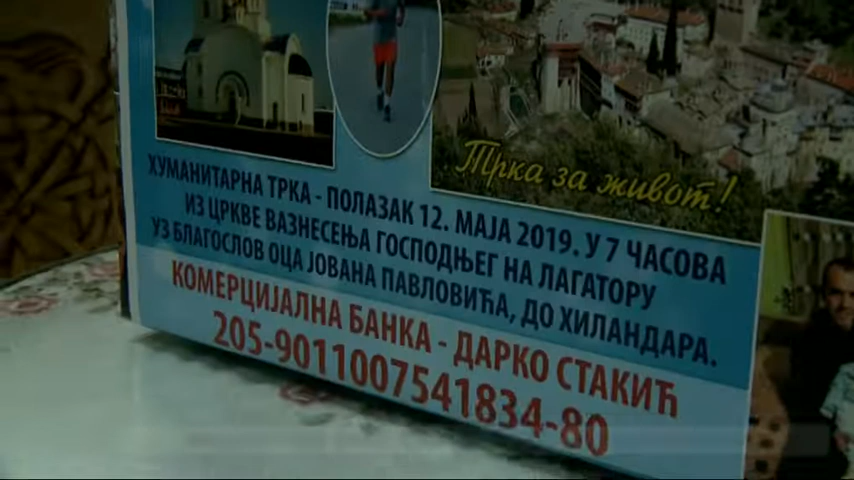 Трка за живот!
ХУМАНИТАРНА ТРКА - ПОЛАЗАК 12. МАЈА 2019. У 7 ЧАСОВА
ИЗ ЦРКВЕ ВАЗНЕСЕЊА ГОСПОДЊЕГ НА ЛАГАТОРУ
УЗ БЛАГОСЛОВ ОЦА ЈОВАНА ПАВЛОВИЋА, ДО ХИЛАНДАРА.
КОМЕРЦИЈАЛНА БАНКА - ДАРКО СТАКИЋ
205-9011007541834-80